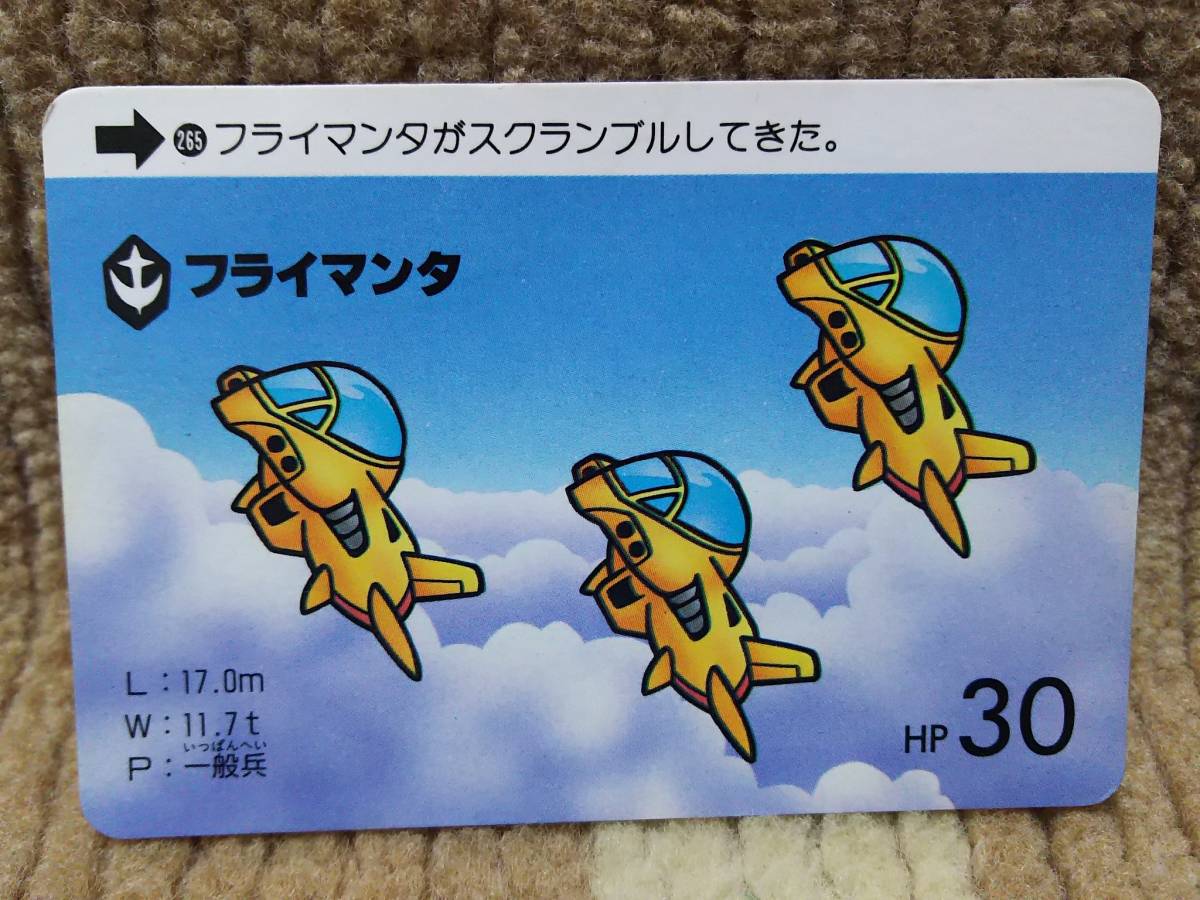 265 フライマンタがスクランブルしてきた。
フライマンタ
L：17.0m
W：11.7t
いっぱんへい
P：一般兵
HP 30